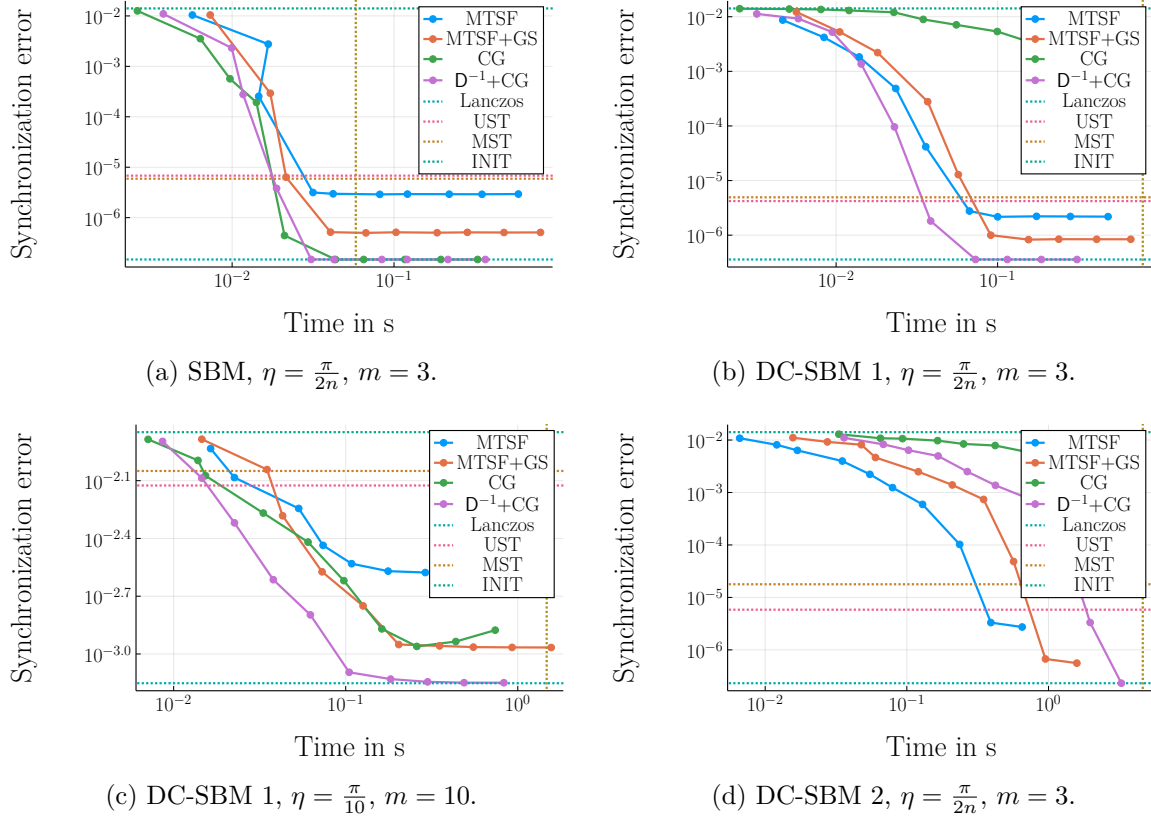 Synchronization error
10⁻²
10⁻³
10⁻⁴
10⁻⁵
10⁻⁶
10⁻²
10⁻¹
Time in s
MTSF
MTSF+GS
CG
D⁻¹+CG
Lanczos
UST
MST
INIT
(a) SBM, η = π/2n, m = 3.
Synchronization error
10⁻²
10⁻³
10⁻⁴
10⁻⁵
10⁻⁶
10⁻²
10⁻¹
Time in s
MTSF
MTSF+GS
CG
D⁻¹+CG
Lanczos
UST
MST
INIT
(b) DC-SBM 1, η = π/2n, m = 3.
Synchronization error
10⁻²·¹
10⁻²·⁴
10⁻²·⁷
10⁻³·⁰
10⁻²
10⁻¹
10⁰
Time in s
MTSF
MTSF+GS
CG
D⁻¹+CG
Lanczos
UST
MST
INIT
(c) DC-SBM 1, η = π/10, m = 10.
Synchronization error
10⁻²
10⁻³
10⁻⁴
10⁻⁵
10⁻⁶
10⁻²
10⁻¹
10⁰
Time in s
MTSF
MTSF+GS
CG
D⁻¹+CG
Lanczos
UST
MST
INIT
(d) DC-SBM 2, η = π/2n, m = 3.